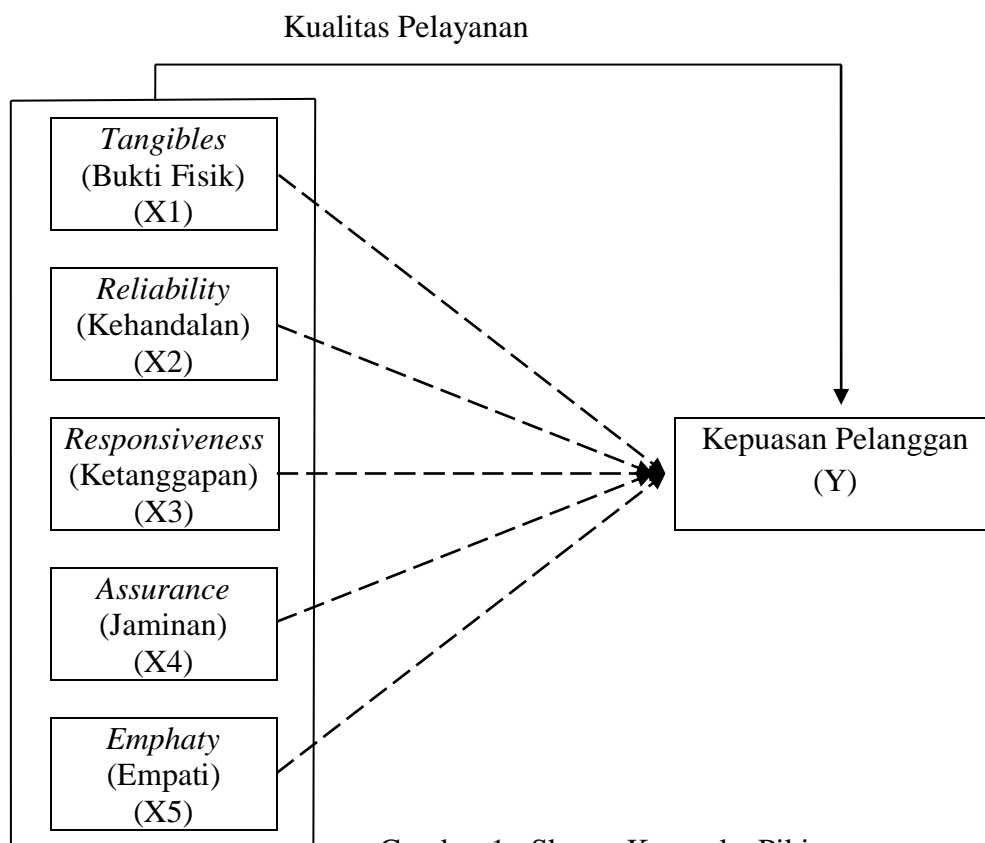 Kualitas Pelayanan
Tangibles
(Bukti Fisik)
(X1)
Reliability
(Kehandalan)
(X2)
Responsiveness
(Ketanggapan)
(X3)
Assurance
(Jaminan)
(X4)
Emphaty
(Empati)
(X5)
Kepuasan Pelanggan
(Y)